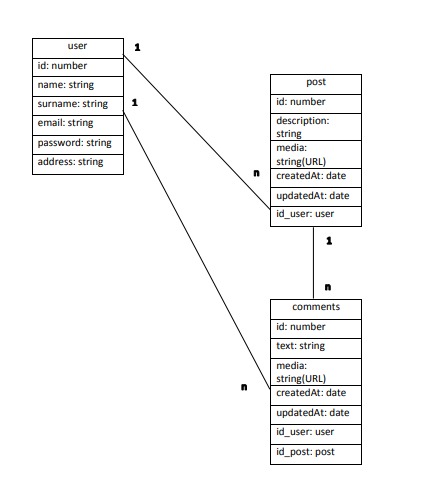 user
id: number
name: string
surname: string
email: string
password: string
address: string
1
1
post
id: number
description:
string
media:
string(URL)
createdAt: date
updatedAt: date
id_user: user
n
1
n
comments
id: number
text: string
media:
string(URL)
createdAt: date
updatedAt: date
id_user: user
id_post: post
n